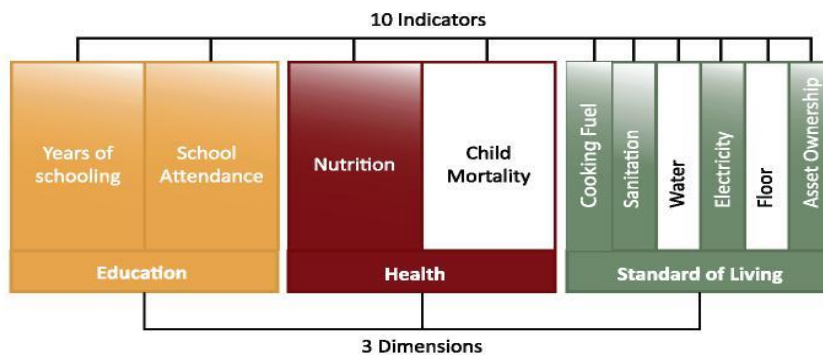 10 Indicators
Years of
schooling
School
Attendance
Nutrition
Child
Mortality
Cooking Fuel
Sanitation
Water
Electricity
Floor
Asset Ownership
Education
Health
Standard of Living
3 Dimensions